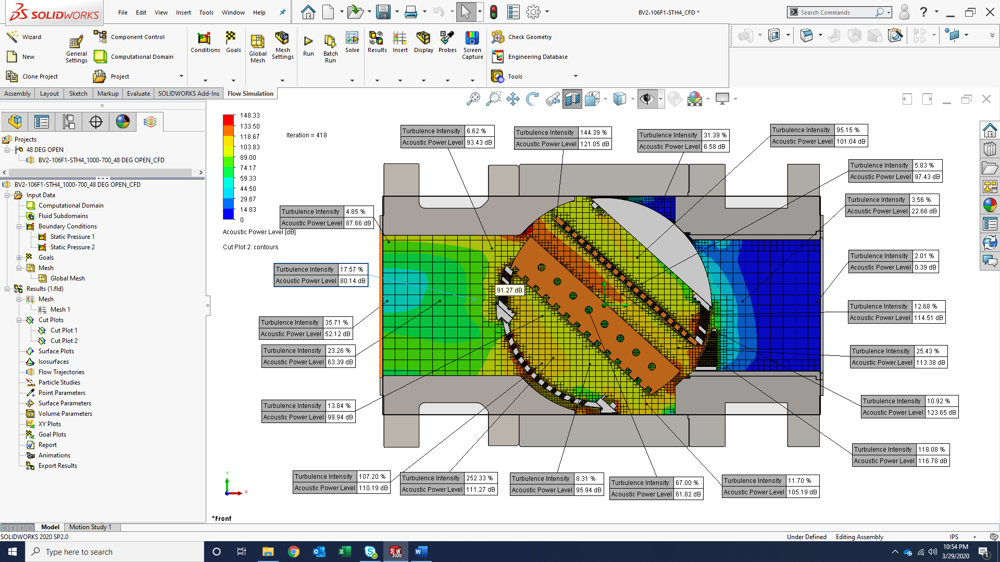 SOLIDWORKS
File Edit View Insert Tools Window Help
BV2-106F1-STH4_CFD *
Search Commands
Wizard
New
Clone Project
General Settings
Component Control
Computational Domain
Project
Conditions
Goals
Global Mesh
Mesh Settings
Run
Batch Run
Solve
Results
Insert
Display
Probes
Screen Capture
Check Geometry
Engineering Database
Tools
Assembly Layout Sketch Markup Evaluate SOLIDWORKS Add-Ins Flow Simulation
Projects
48 DEG OPEN
BV2-106F1-STH4_1000-700_48 DEG OPEN_CFD
BV2-106F1-STH4_1000-700_48 DEG OPEN_CFD
Input Data
Computational Domain
Fluid Subdomains
Boundary Conditions
Static Pressure 1
Static Pressure 2
Goals
Mesh
Global Mesh
Results (1.fld)
Mesh
Mesh 1
Cut Plots
Cut Plot 1
Cut Plot 2
Surface Plots
Isosurfaces
Flow Trajectories
Particle Studies
Point Parameters
Surface Parameters
Volume Parameters
XY Plots
Goal Plots
Report
Animations
Export Results
148.33
133.50
118.67
103.83
89.00
74.17
59.33
44.50
29.67
14.83
0
Acoustic Power Level [dB]
Cut Plot 2: contours
Iteration = 418
Turbulence Intensity 6.62 %
Acoustic Power Level 93.43 dB
Turbulence Intensity 144.39 %
Acoustic Power Level 121.05 dB
Turbulence Intensity 31.39 %
Acoustic Power Level 6.58 dB
Turbulence Intensity 95.15 %
Acoustic Power Level 101.04 dB
Turbulence Intensity 5.83 %
Acoustic Power Level 97.43 dB
Turbulence Intensity 3.56 %
Acoustic Power Level 22.66 dB
Turbulence Intensity 4.85 %
Acoustic Power Level 87.66 dB
Turbulence Intensity 2.01 %
Acoustic Power Level 0.39 dB
Turbulence Intensity 17.57 %
Acoustic Power Level 80.14 dB
91.27 dB
Turbulence Intensity 12.68 %
Acoustic Power Level 114.51 dB
Turbulence Intensity 35.71 %
Acoustic Power Level 52.12 dB
Turbulence Intensity 23.26 %
Acoustic Power Level 63.39 dB
Turbulence Intensity 25.43 %
Acoustic Power Level 113.38 dB
Turbulence Intensity 13.84 %
Acoustic Power Level 99.94 dB
Turbulence Intensity 10.92 %
Acoustic Power Level 123.65 dB
Turbulence Intensity 118.08 %
Acoustic Power Level 116.78 dB
Turbulence Intensity 107.20 %
Acoustic Power Level 110.19 dB
Turbulence Intensity 252.33 %
Acoustic Power Level 111.27 dB
Turbulence Intensity 8.31 %
Acoustic Power Level 95.94 dB
Turbulence Intensity 67.00 %
Acoustic Power Level 61.82 dB
Turbulence Intensity 11.70 %
Acoustic Power Level 105.19 dB
Y
X
*Front
Model Motion Study 1
SOLIDWORKS 2020 SP2.0
Under Defined Editing Assembly IPS
Type here to search
10:54 PM
3/29/2020